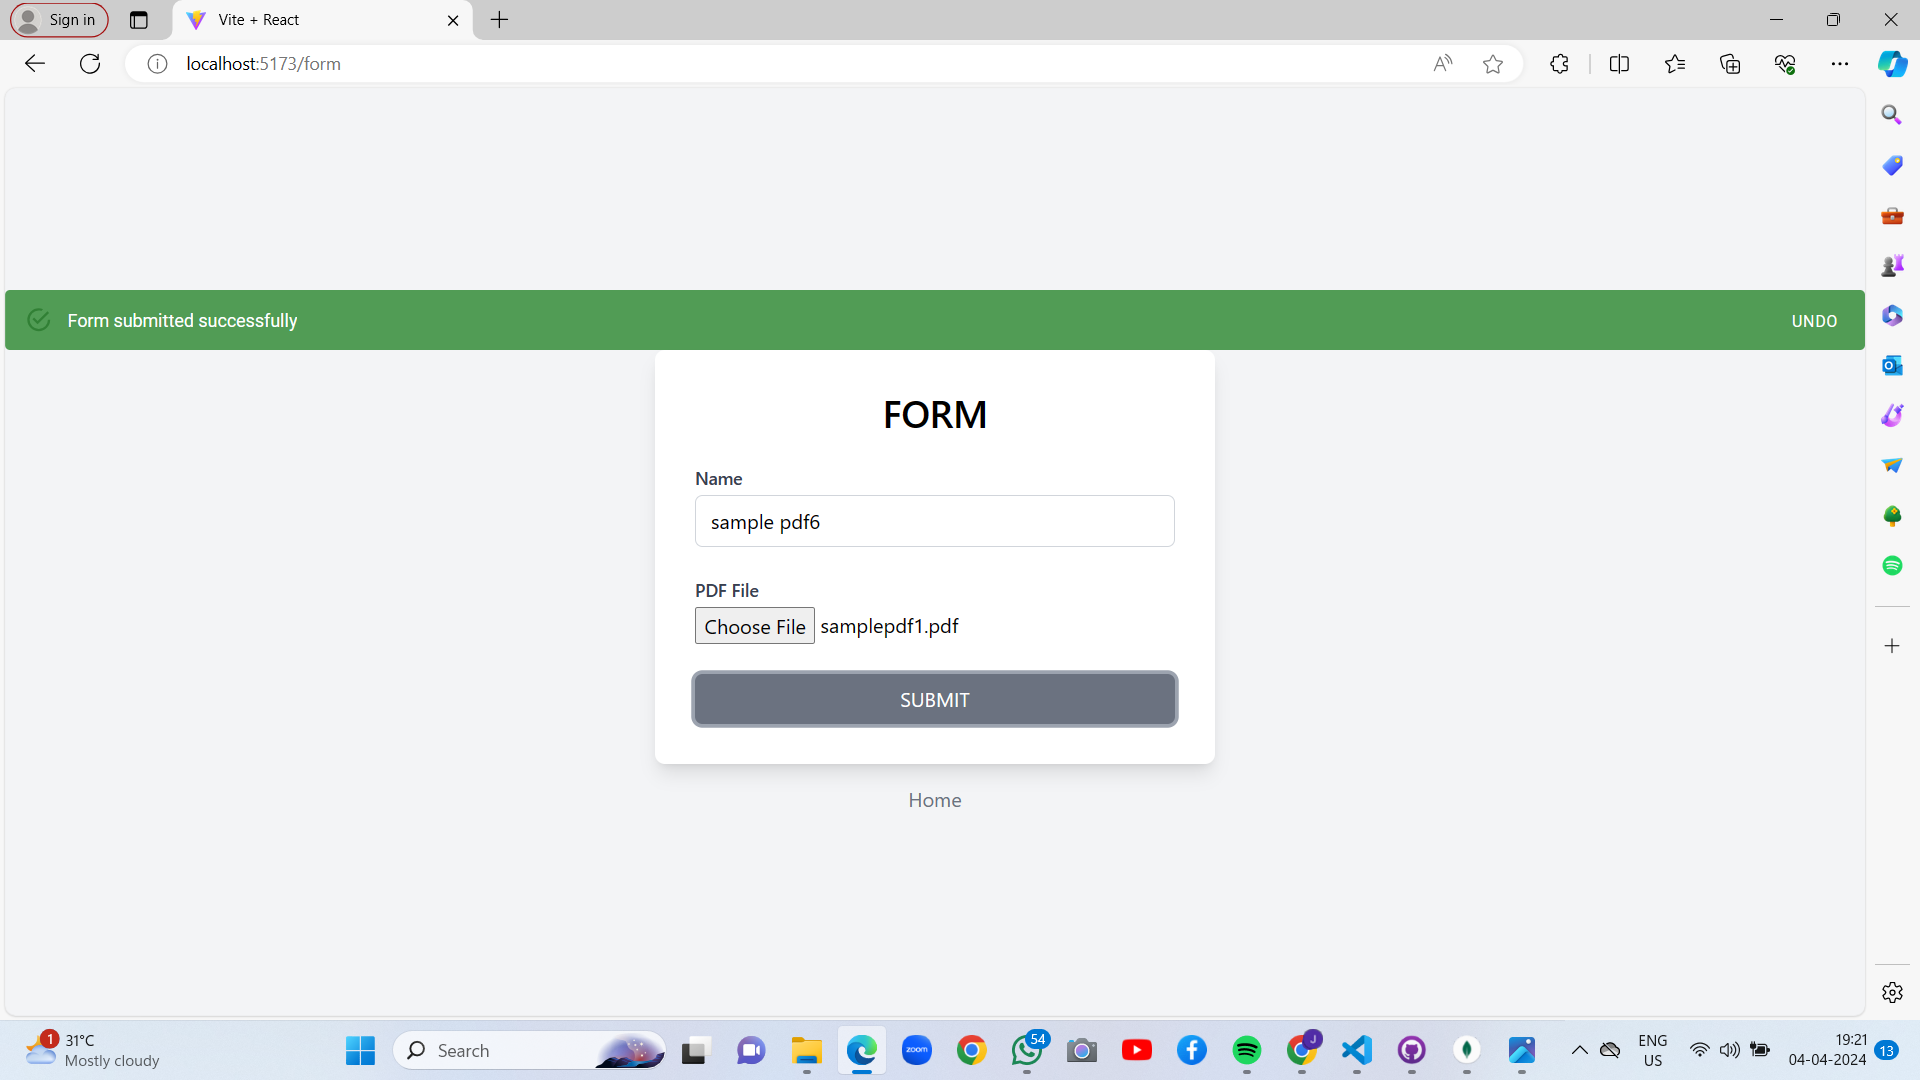 Sign in
Vite + React
localhost:5173/form
Form submitted successfully
UNDO
FORM
Name
sample pdf6
PDF File
Choose File samplepdf1.pdf
SUBMIT
Home
1
31°C
Mostly cloudy
Search
zoom
54
J
ENG
US
19:21
04-04-2024
13